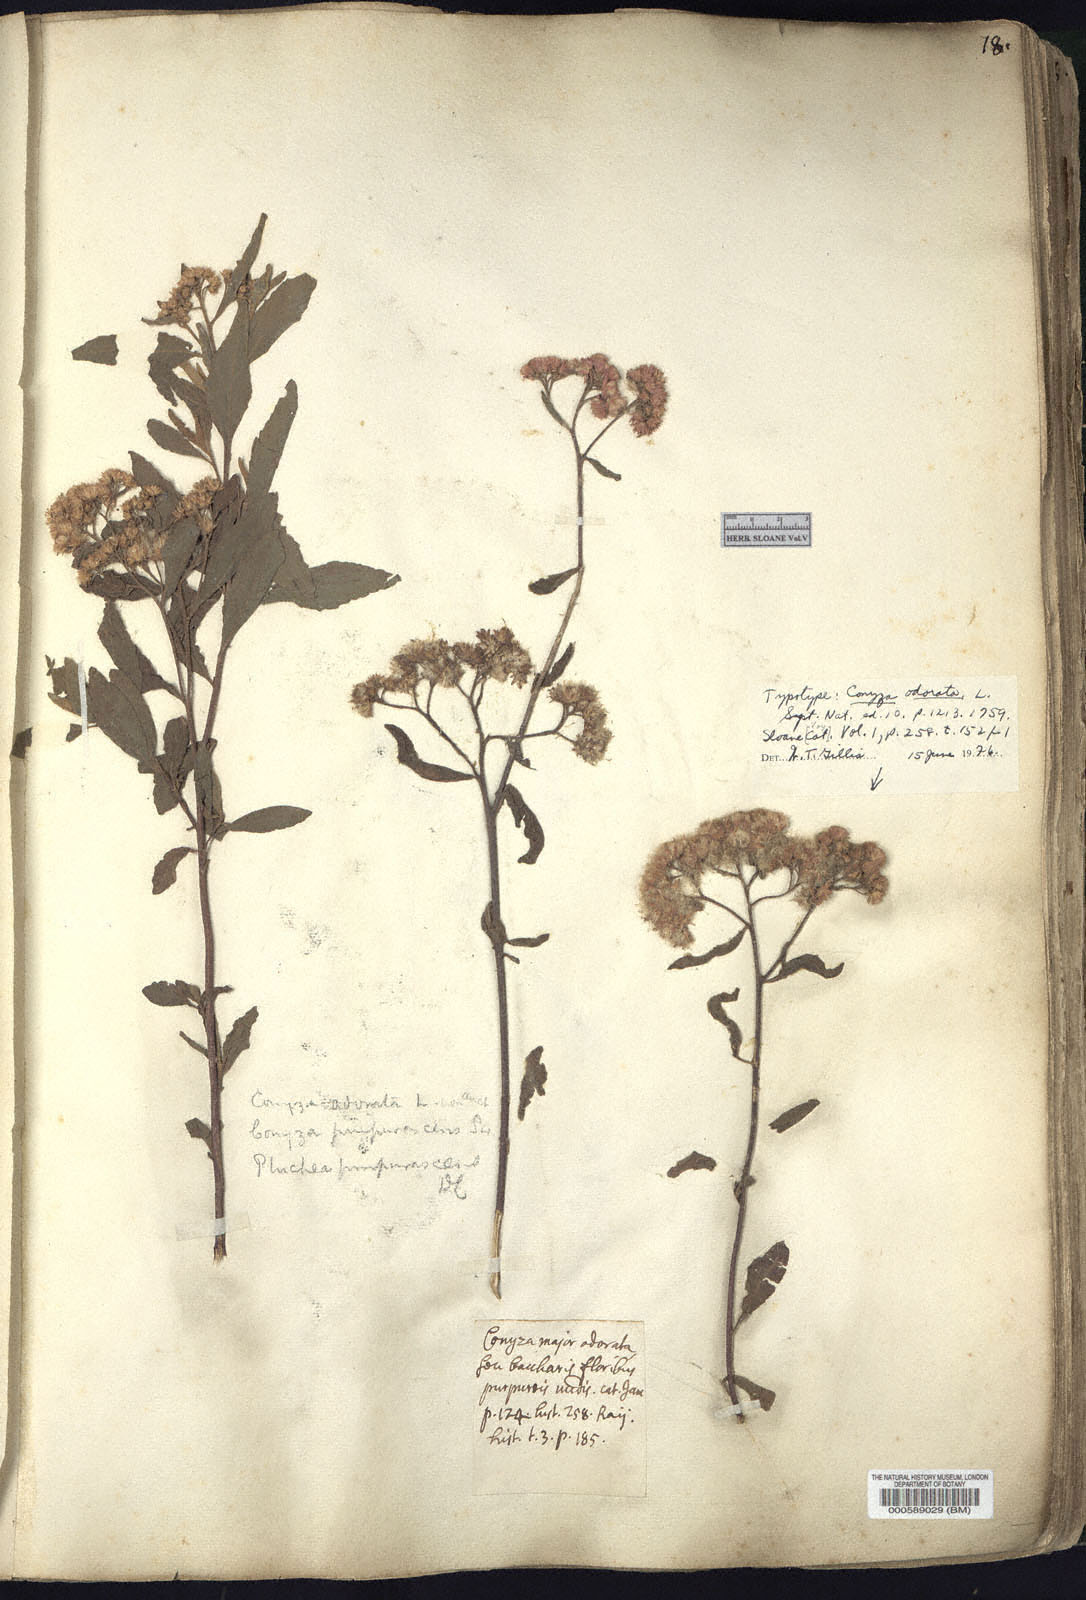 18.
HERB. SLOANE Vol. V
Typotype: Conyza odorata, L.
Syst. Nat. ed. 10. p. 1213. 1759.
Sloane Cat. Vol. 1, p. 258. t. 152 f. 1
DET. W. T. Gillis 15 June 1976.
Conyza odorata L.
Conyza purpurascens Sw.
Pluchea purpurascens
DC
Conyza major odorata
seu baccharis floribus
purpureis nudis. cat. Jam
p. 124. hist. 258. Raij.
hist. t. 3. p. 185.
THE NATURAL HISTORY MUSEUM, LONDON
DEPARTMENT OF BOTANY
000589029 (BM)